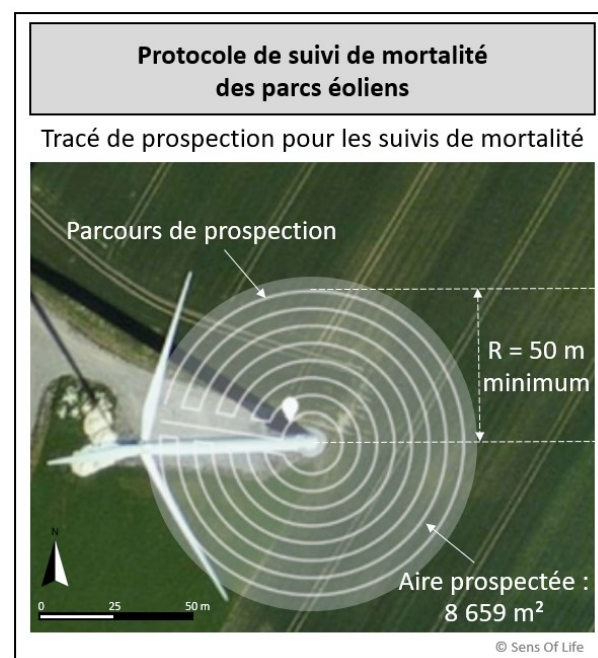 Protocole de suivi de mortalité
des parcs éoliens
Tracé de prospection pour les suivis de mortalité
Parcours de prospection
R = 50 m
minimum
Aire prospectée :
8 659 m²
N
0 25 50 m
© Sens Of Life